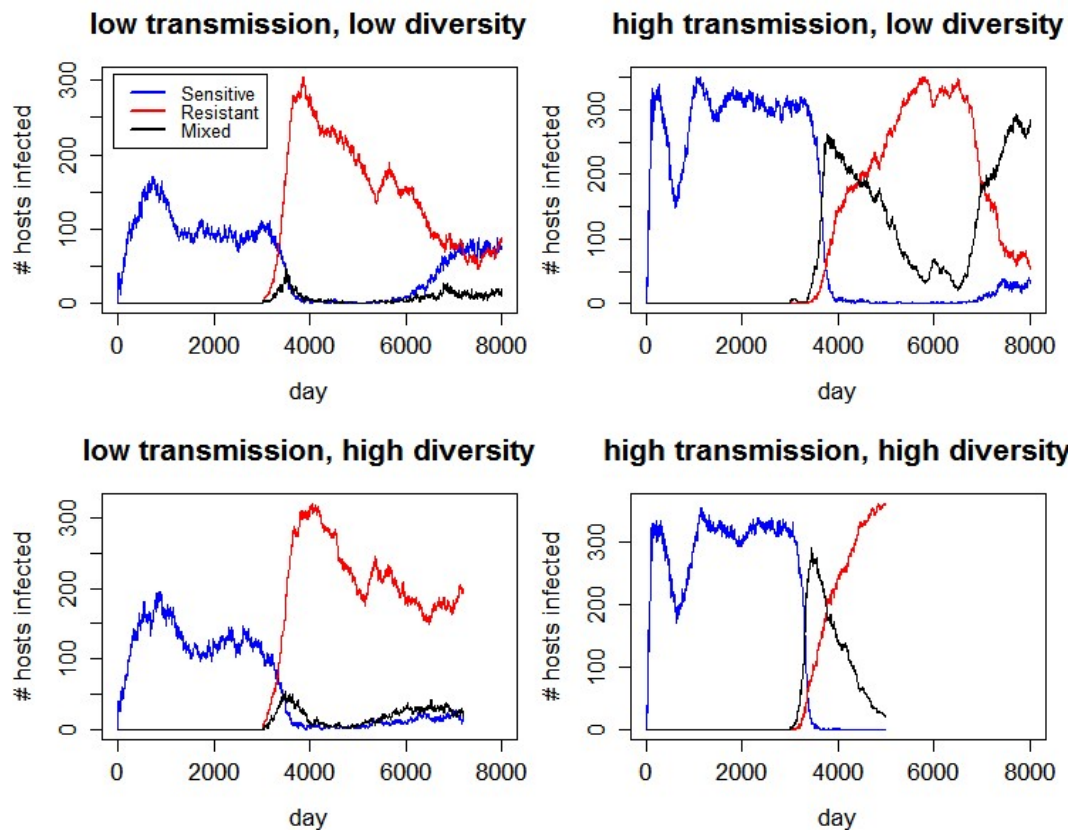 low transmission, low diversity
# hosts infected
300
200
100
0
Sensitive
Resistant
Mixed
0 2000 4000 6000 8000
day
high transmission, low diversity
# hosts infected
300
200
100
0
0 2000 4000 6000 8000
day
low transmission, high diversity
# hosts infected
300
200
100
0
0 2000 4000 6000 8000
day
high transmission, high diversity
# hosts infected
300
200
100
0
0 2000 4000 6000 8000
day